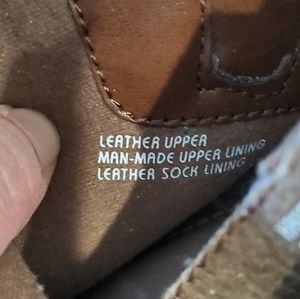 LEATHER UPPER
MAN-MADE UPPER LINING
LEATHER SOCK LINING